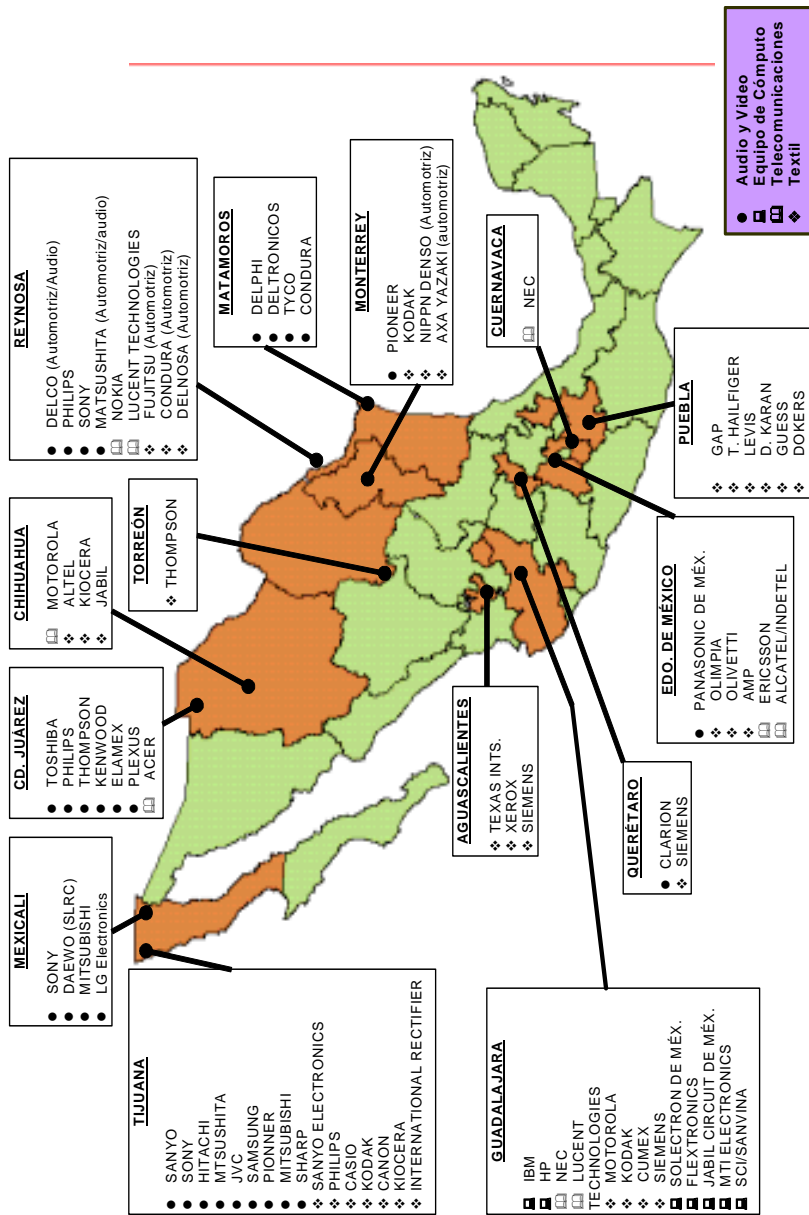 MEXICALI
● SONY
● DAEWO (SLRC)
● MITSUBISHI
● LG Electronics
CD. JUÁREZ
● TOSHIBA
● PHILIPS
● THOMPSON
● KENWOOD
● ELAMEX
● PLEXUS
🕮 ACER
CHIHUAHUA
🕮 MOTOROLA
❖ ALTEL
❖ KIOCERA
❖ JABIL
TORREÓN
❖ THOMPSON
REYNOSA
● DELCO (Automotriz/Audio)
● PHILIPS
● SONY
● MATSUSHITA (Automotriz/audio)
🕮 NOKIA
🕮 LUCENT TECHNOLOGIES
❖ FUJITSU (Automotriz)
❖ CONDURA (Automotriz)
❖ DELNOSA (Automotriz)
MATAMOROS
● DELPHI
● DELTRONICOS
● TYCO
● CONDURA
MONTERREY
● PIONEER
❖ KODAK
❖ NIPPN DENSO (Automotriz)
❖ AXA YAZAKI (automotriz)
CUERNAVACA
🕮 NEC
TIJUANA
● SANYO
● SONY
● HITACHI
● MTSUSHITA
● JVC
● SAMSUNG
● PIONNER
● MITSUBISHI
● SHARP
❖ SANYO ELECTRONICS
❖ PHILIPS
❖ CASIO
❖ KODAK
❖ CANON
❖ KIOCERA
❖ INTERNATIONAL RECTIFIER
AGUASCALIENTES
❖ TEXAS INTS.
❖ XEROX
❖ SIEMENS
GUADALAJARA
💻 IBM
💻 HP
🕮 NEC
🕮 LUCENT
TECHNOLOGIES
❖ MOTOROLA
❖ KODAK
❖ CUMEX
❖ SIEMENS
💻 SOLECTRON DE MÉX.
💻 FLEXTRONICS
💻 JABIL CIRCUIT DE MÉX.
💻 MTI ELECTRONICS
💻 SCI/SANVINA
QUERÉTARO
● CLARION
❖ SIEMENS
EDO. DE MÉXICO
● PANASONIC DE MÉX.
❖ OLIMPIA
❖ OLIVETTI
❖ AMP
🕮 ERICSSON
🕮 ALCATEL/INDETEL
PUEBLA
❖ GAP
❖ T. HAILFIGER
❖ LEVIS
❖ D. KARAN
❖ GUESS
❖ DOKERS
● Audio y Video
💻 Equipo de Cómputo
🕮 Telecomunicaciones
❖ Textil